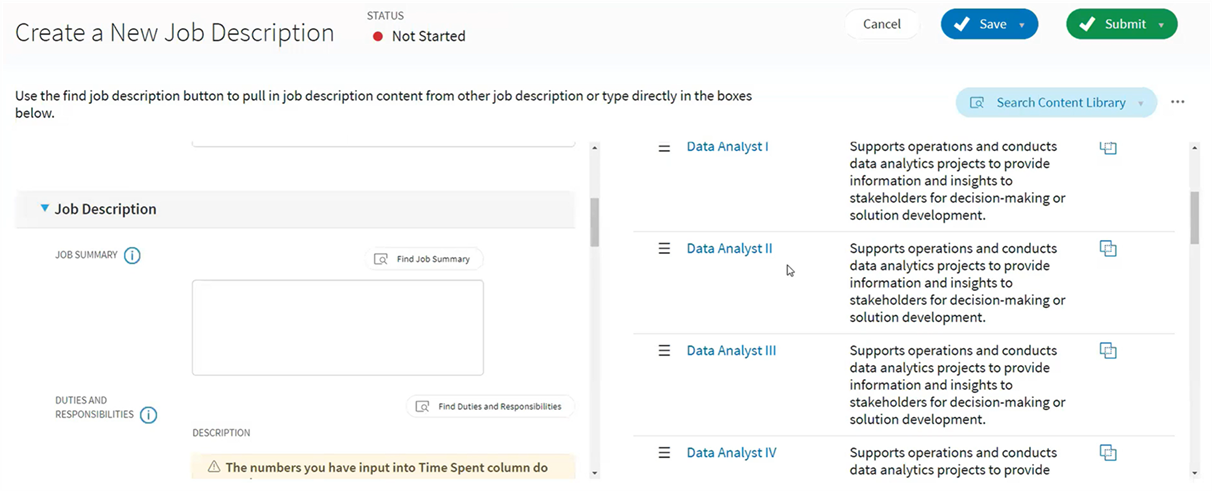 Create a New Job Description
STATUS
Not Started
Cancel
Save
Submit
Use the find job description button to pull in job description content from other job description or type directly in the boxes
below.
Search Content Library
Job Description
JOB SUMMARY
Find Job Summary
DUTIES AND
RESPONSIBILITIES
Find Duties and Responsibilities
DESCRIPTION
The numbers you have input into Time Spent column do
Data Analyst I
Supports operations and conducts
data analytics projects to provide
information and insights to
stakeholders for decision-making or
solution development.
Data Analyst II
Supports operations and conducts
data analytics projects to provide
information and insights to
stakeholders for decision-making or
solution development.
Data Analyst III
Supports operations and conducts
data analytics projects to provide
information and insights to
stakeholders for decision-making or
solution development.
Data Analyst IV
Supports operations and conducts
data analytics projects to provide